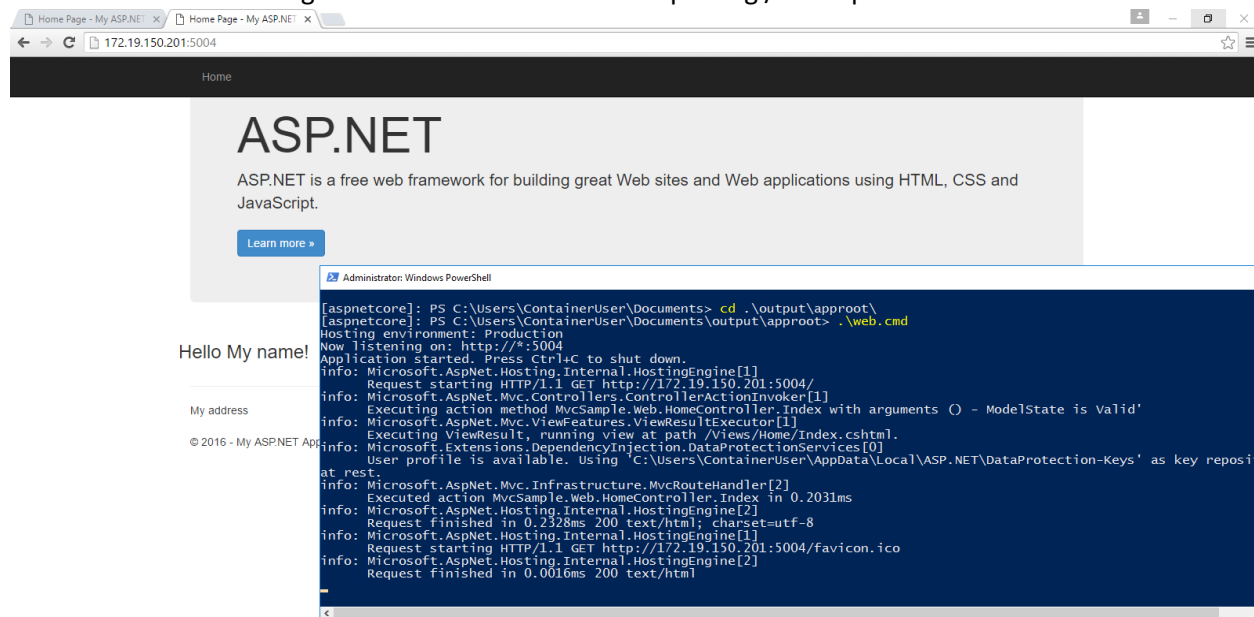 Home Page - My ASP.NET
Home Page - My ASP.NET
172.19.150.201:5004
Home
ASP.NET
ASP.NET is a free web framework for building great Web sites and Web applications using HTML, CSS and
JavaScript.
Learn more »
Hello My name!
My address
© 2016 - My ASP.NET App
Administrator: Windows PowerShell
[aspnetcore]: PS C:\Users\ContainerUser\Documents> cd .\output\approot\
[aspnetcore]: PS C:\Users\ContainerUser\Documents\output\approot> .\web.cmd
Hosting environment: Production
Now listening on: http://*:5004
Application started. Press Ctrl+C to shut down.
info: Microsoft.AspNet.Hosting.Internal.HostingEngine[1]
Request starting HTTP/1.1 GET http://172.19.150.201:5004/
info: Microsoft.AspNet.Mvc.Controllers.ControllerActionInvoker[1]
Executing action method MvcSample.Web.HomeController.Index with arguments () - ModelState is Valid'
info: Microsoft.AspNet.Mvc.ViewFeatures.ViewResultExecutor[1]
Executing ViewResult, running view at path /Views/Home/Index.cshtml.
info: Microsoft.Extensions.DependencyInjection.DataProtectionServices[0]
User profile is available. Using 'C:\Users\ContainerUser\AppData\Local\ASP.NET\DataProtection-Keys' as key reposi
at rest.
info: Microsoft.AspNet.Mvc.Infrastructure.MvcRouteHandler[2]
Executed action MvcSample.Web.HomeController.Index in 0.2031ms
info: Microsoft.AspNet.Hosting.Internal.HostingEngine[2]
Request finished in 0.2328ms 200 text/html; charset=utf-8
info: Microsoft.AspNet.Hosting.Internal.HostingEngine[1]
Request starting HTTP/1.1 GET http://172.19.150.201:5004/favicon.ico
info: Microsoft.AspNet.Hosting.Internal.HostingEngine[2]
Request finished in 0.0016ms 200 text/html